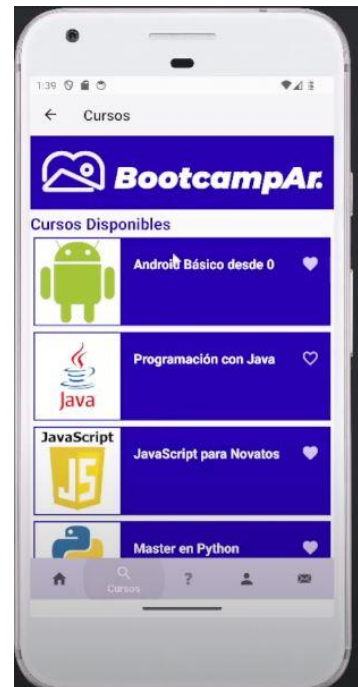 1:39
Cursos
BootcampAr.
Cursos Disponibles
Android Básico desde 0
Java
Programación con Java
JavaScript
JS
JavaScript para Novatos
Master en Python
?
Cursos